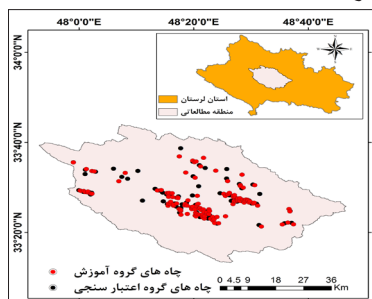 48°0'0"E
48°20'0"E
48°40'0"E
34°0'0"N
33°40'0"N
33°20'0"N
استان لرستان
منطقه مطالعاتی
چاه های گروه آموزش
چاه های گروه اعتبار سنجی
0 4.5 9 18 27 36
Km